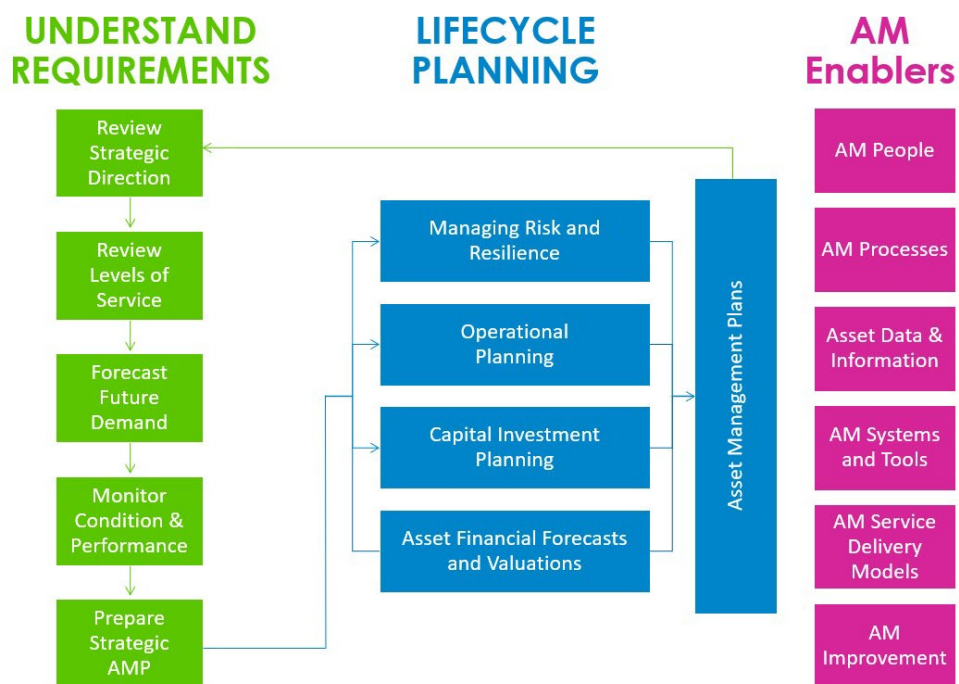 UNDERSTAND
REQUIREMENTS
Review
Strategic
Direction
Review
Levels of
Service
Forecast
Future
Demand
Monitor
Condition &
Performance
Prepare
Strategic
AMP
LIFECYCLE
PLANNING
Managing Risk and
Resilience
Operational
Planning
Capital Investment
Planning
Asset Financial Forecasts
and Valuations
Asset Management Plans
AM
Enablers
AM People
AM Processes
Asset Data &
Information
AM Systems
and Tools
AM Service
Delivery
Models
AM
Improvement